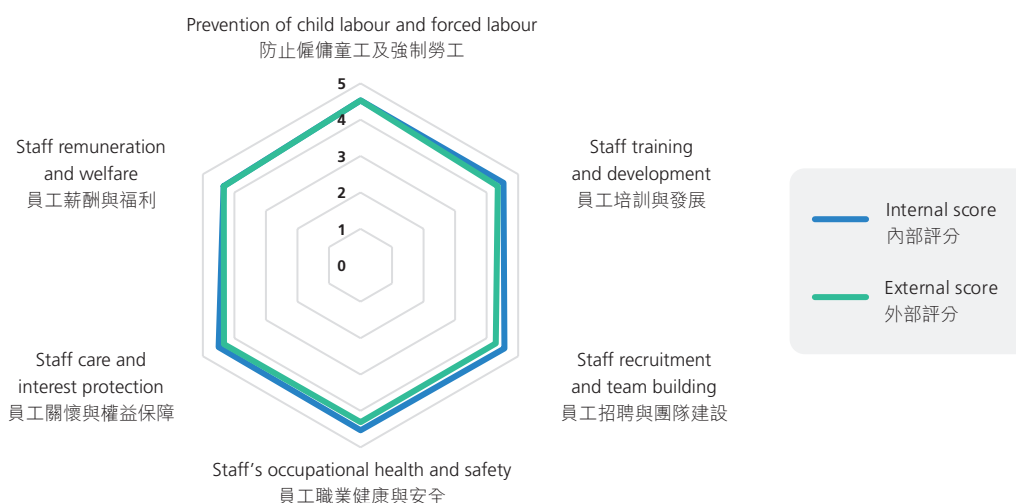 Prevention of child labour and forced labour
防止僱傭童工及強制勞工
5
4
3
2
1
0
Staff training
and development
員工培訓與發展
Staff recruitment
and team building
員工招聘與團隊建設
Staff's occupational health and safety
員工職業健康與安全
Staff care and
interest protection
員工關懷與權益保障
Staff remuneration
and welfare
員工薪酬與福利
Internal score
內部評分
External score
外部評分